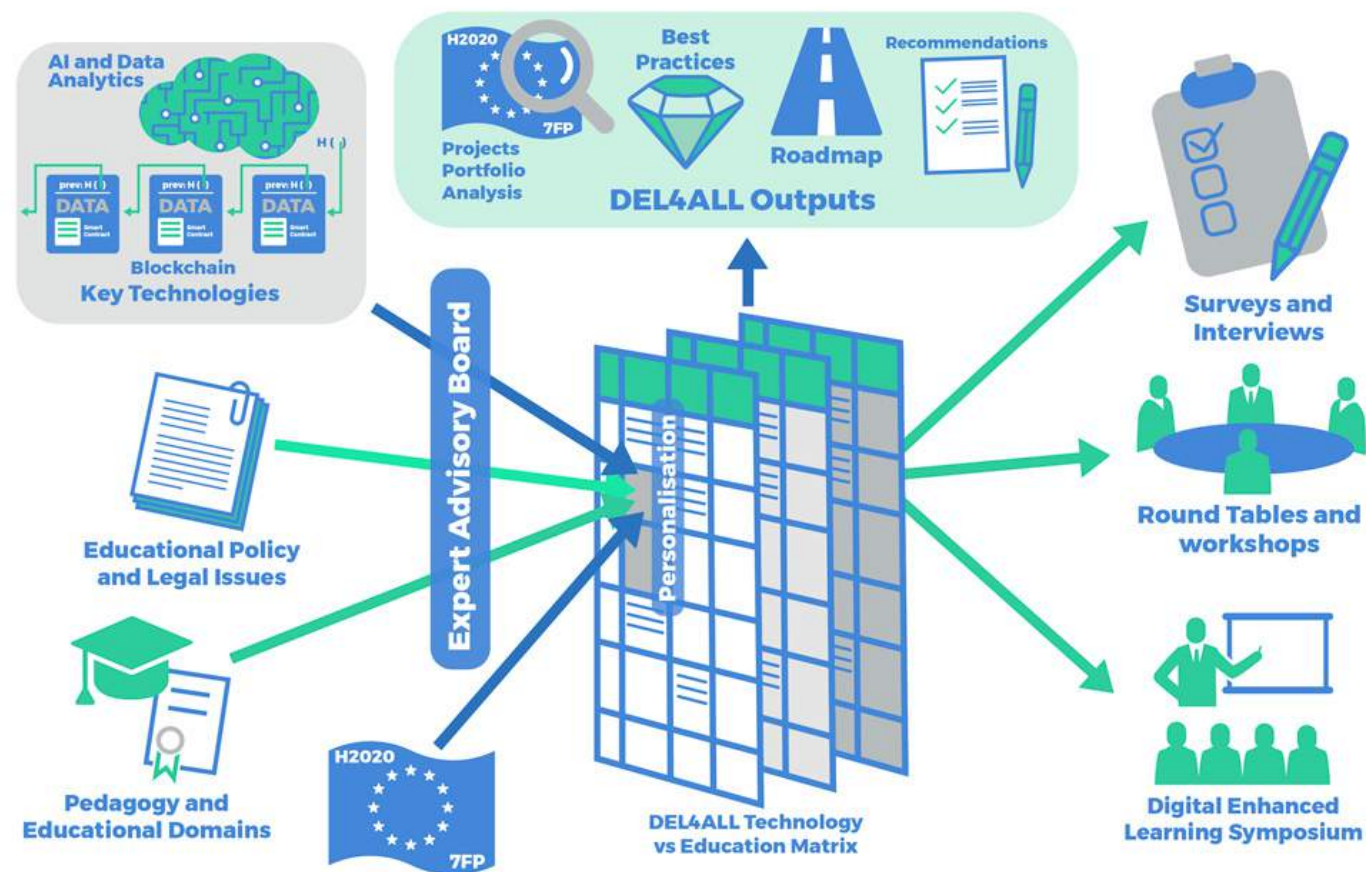 AI and Data
Analytics
H ( )
prev: H ( )
DATA
Smart
Contract
prev: H ( )
DATA
Smart
Contract
prev: H ( )
DATA
Smart
Contract
Blockchain
Key Technologies
H2020
7FP
Projects
Portfolio
Analysis
Best
Practices
Roadmap
Recommendations
DEL4ALL Outputs
Expert Advisory Board
Educational Policy
and Legal Issues
Pedagogy and
Educational Domains
H2020
7FP
Personalisation
DEL4ALL Technology
vs Education Matrix
Surveys and
Interviews
Round Tables and
workshops
Digital Enhanced
Learning Symposium